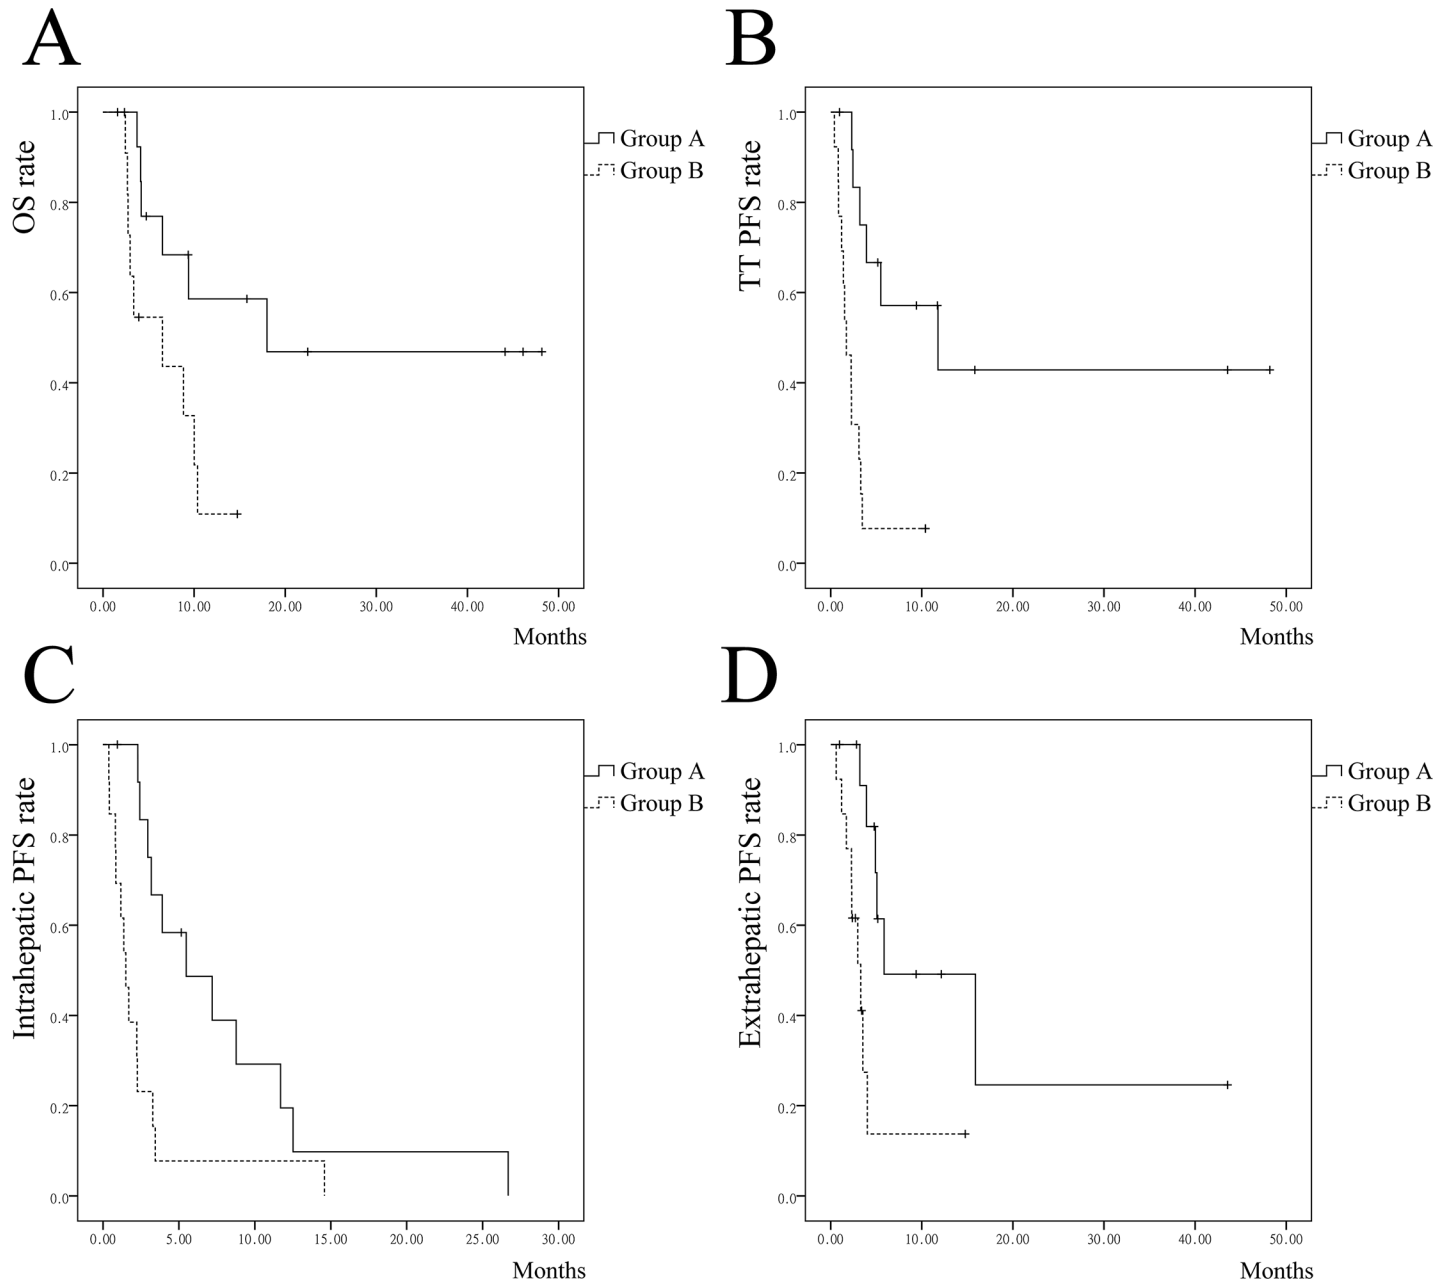 A
OS rate
1.0
0.8
0.6
0.4
0.2
0.0
0.00 10.00 20.00 30.00 40.00 50.00
Months
Group A
Group B
B
TT PFS rate
1.0
0.8
0.6
0.4
0.2
0.0
0.00 10.00 20.00 30.00 40.00 50.00
Months
Group A
Group B
C
Intrahepatic PFS rate
1.0
0.8
0.6
0.4
0.2
0.0
0.00 5.00 10.00 15.00 20.00 25.00 30.00
Months
Group A
Group B
D
Extrahepatic PFS rate
1.0
0.8
0.6
0.4
0.2
0.0
0.00 10.00 20.00 30.00 40.00 50.00
Months
Group A
Group B